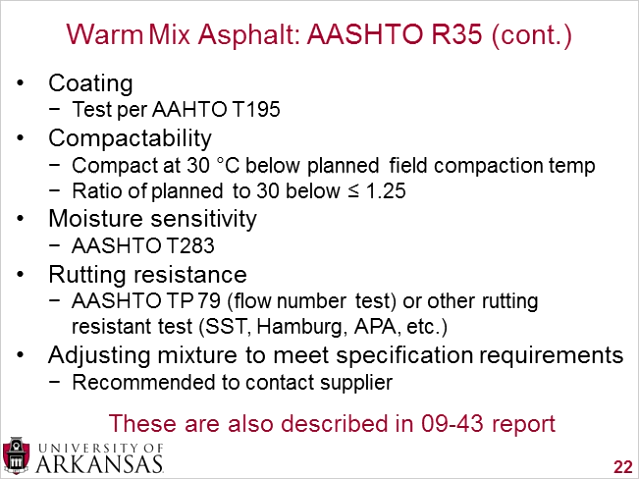 Warm Mix Asphalt: AASHTO R35 (cont.)
• Coating
− Test per AAHTO T195
• Compactability
− Compact at 30 °C below planned field compaction temp
− Ratio of planned to 30 below ≤ 1.25
• Moisture sensitivity
− AASHTO T283
• Rutting resistance
− AASHTO TP 79 (flow number test) or other rutting
resistant test (SST, Hamburg, APA, etc.)
• Adjusting mixture to meet specification requirements
− Recommended to contact supplier
These are also described in 09-43 report
UNIVERSITY OF
ARKANSAS
22